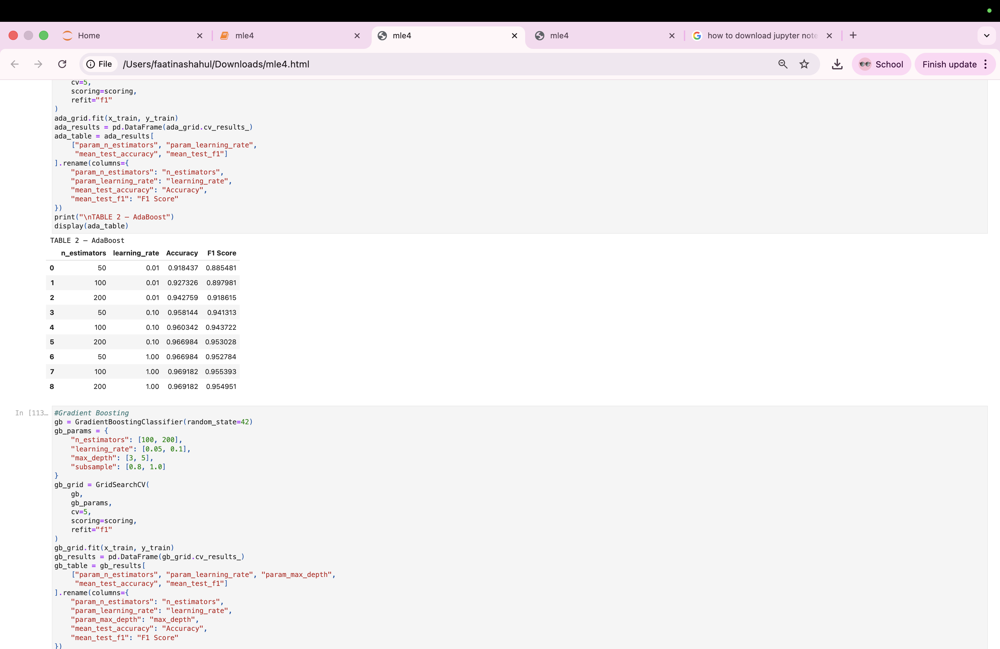 Home
mle4
mle4
mle4
how to download jupyter note
File
/Users/faatinashahul/Downloads/mle4.html
School
Finish update
cv=5,
scoring=scoring,
refit="f1"
)
ada_grid.fit(x_train, y_train)
ada_results = pd.DataFrame(ada_grid.cv_results_)
ada_table = ada_results[
["param_n_estimators", "param_learning_rate",
"mean_test_accuracy", "mean_test_f1"]
].rename(columns={
"param_n_estimators": "n_estimators",
"param_learning_rate": "learning_rate",
"mean_test_accuracy": "Accuracy",
"mean_test_f1": "F1 Score"
})
print("\nTABLE 2 – AdaBoost")
display(ada_table)
TABLE 2 – AdaBoost
n_estimators learning_rate Accuracy F1 Score
0 50 0.01 0.918437 0.885481
1 100 0.01 0.927326 0.897981
2 200 0.01 0.942759 0.918615
3 50 0.10 0.958144 0.941313
4 100 0.10 0.960342 0.943722
5 200 0.10 0.966984 0.953028
6 50 1.00 0.966984 0.952784
7 100 1.00 0.969182 0.955393
8 200 1.00 0.969182 0.954951
In [113…
#Gradient Boosting
gb = GradientBoostingClassifier(random_state=42)
gb_params = {
"n_estimators": [100, 200],
"learning_rate": [0.05, 0.1],
"max_depth": [3, 5],
"subsample": [0.8, 1.0]
}
gb_grid = GridSearchCV(
gb,
gb_params,
cv=5,
scoring=scoring,
refit="f1"
)
gb_grid.fit(x_train, y_train)
gb_results = pd.DataFrame(gb_grid.cv_results_)
gb_table = gb_results[
["param_n_estimators", "param_learning_rate", "param_max_depth",
"mean_test_accuracy", "mean_test_f1"]
].rename(columns={
"param_n_estimators": "n_estimators",
"param_learning_rate": "learning_rate",
"param_max_depth": "max_depth",
"mean_test_accuracy": "Accuracy",
"mean_test_f1": "F1 Score"
})